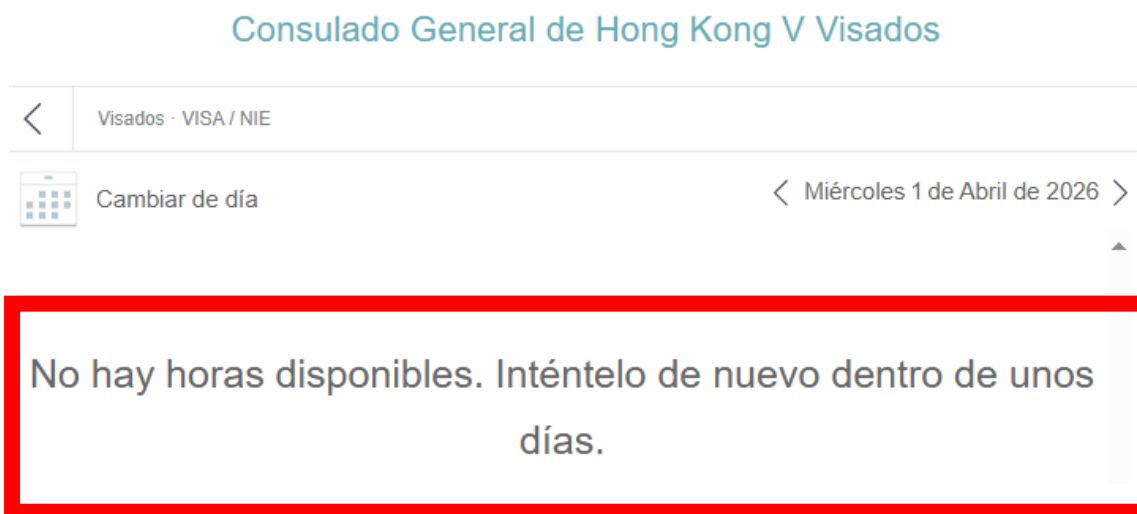 Consulado General de Hong Kong V Visados
Visados · VISA / NIE
Cambiar de día
Miércoles 1 de Abril de 2026
No hay horas disponibles. Inténtelo de nuevo dentro de unos
días.